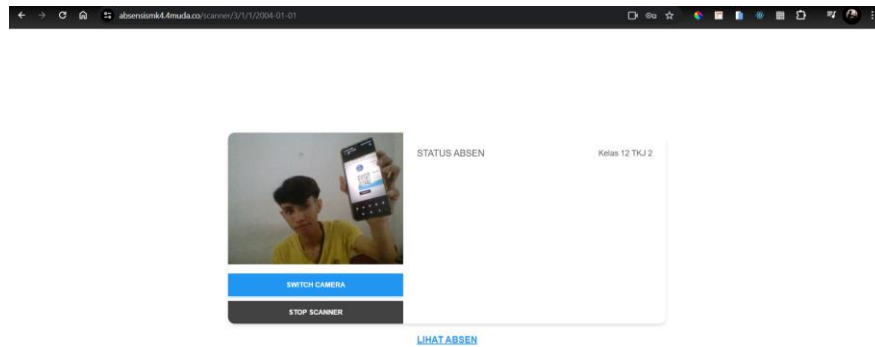 absensismk4.4muda.co/scanner/3/1/1/2004-01-01
STATUS ABSEN
Kelas 12 TKJ 2
SWITCH CAMERA
STOP SCANNER
LIHAT ABSEN